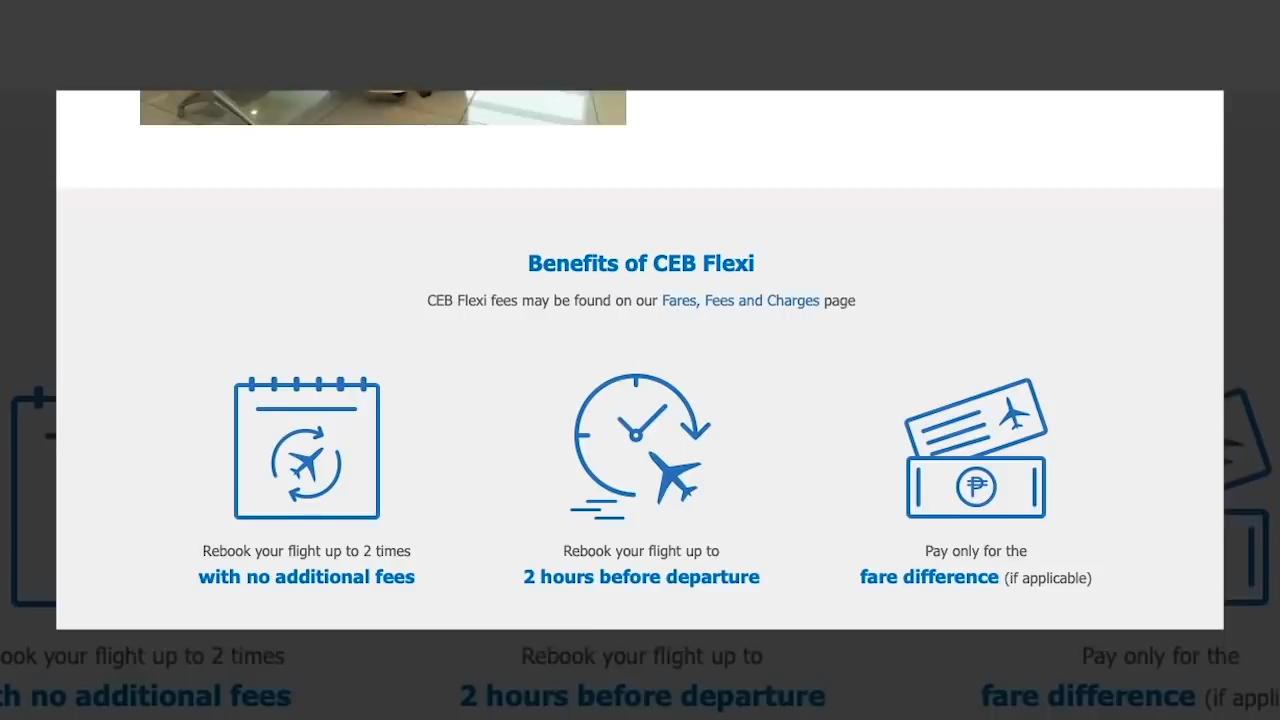 Benefits of CEB Flexi
CEB Flexi fees may be found on our Fares, Fees and Charges page
Rebook your flight up to 2 times
with no additional fees
Rebook your flight up to
2 hours before departure
Pay only for the
fare difference (if applicable)
ook your flight up to 2 times
th no additional fees
Rebook your flight up to
2 hours before departure
Pay only for the
fare difference (if appli